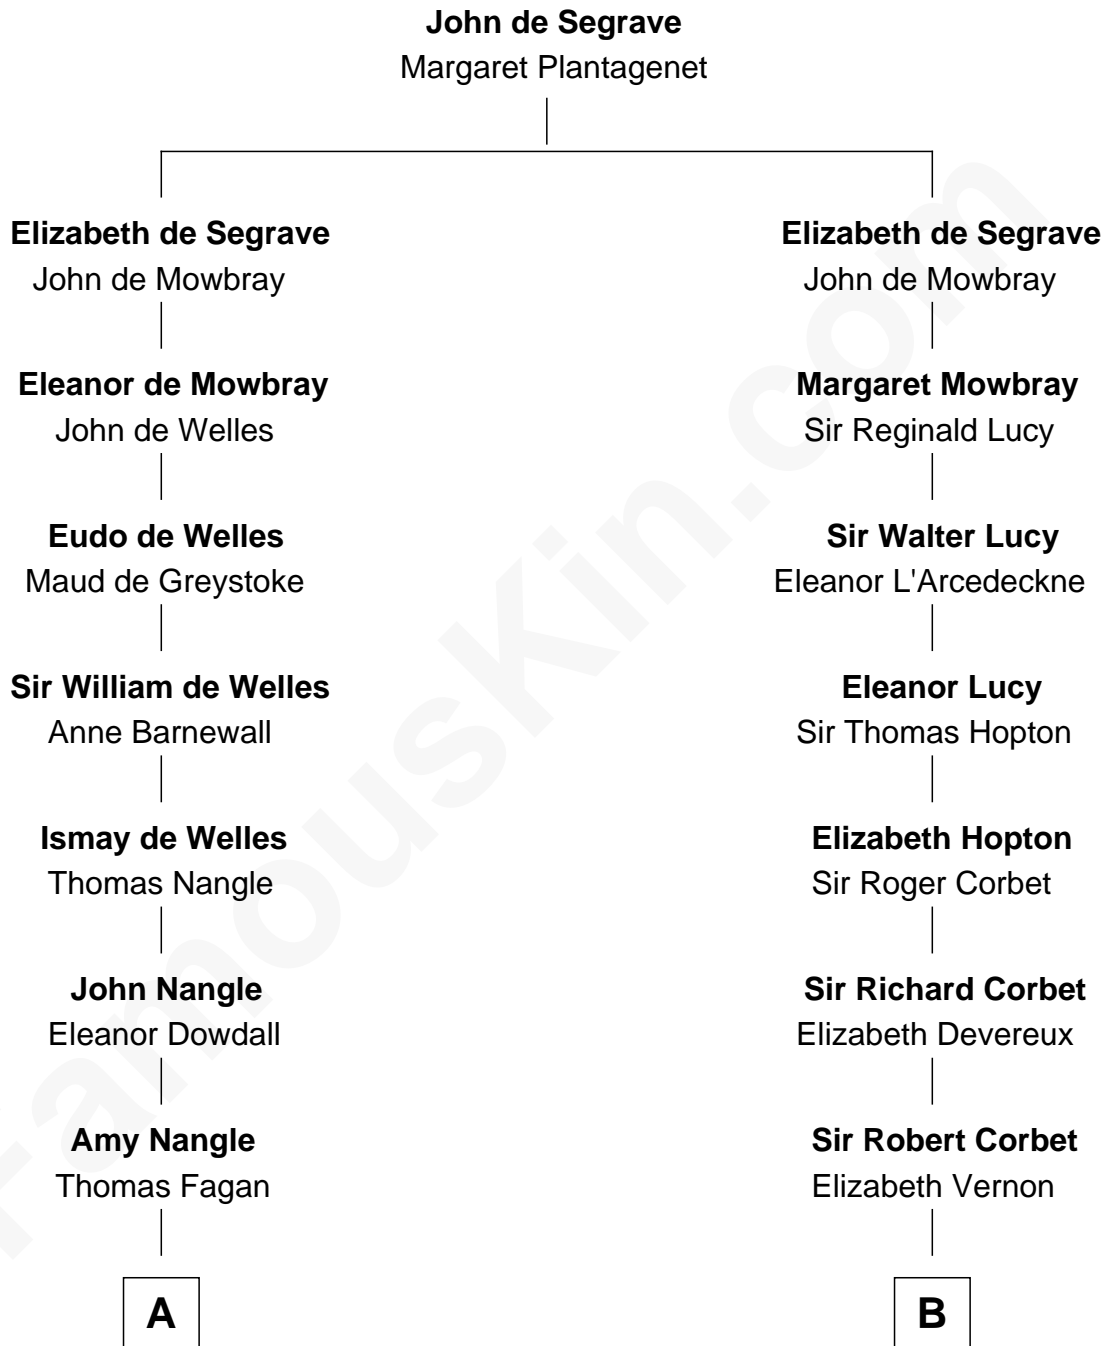 John de Segrave
Margaret Plantagenet
Elizabeth de Segrave
John de Mowbray
Eleanor de Mowbray
John de Welles
Eudo de Welles
Maud de Greystoke
Sir William de Welles
Anne Barnewall
Ismay de Welles
Thomas Nangle
John Nangle
Eleanor Dowdall
Amy Nangle
Thomas Fagan
A
Elizabeth de Segrave
John de Mowbray
Margaret Mowbray
Sir Reginald Lucy
Sir Walter Lucy
Eleanor L'Arcedeckne
Eleanor Lucy
Sir Thomas Hopton
Elizabeth Hopton
Sir Roger Corbet
Sir Richard Corbet
Elizabeth Devereux
Sir Robert Corbet
Elizabeth Vernon
B
FamousKin.com